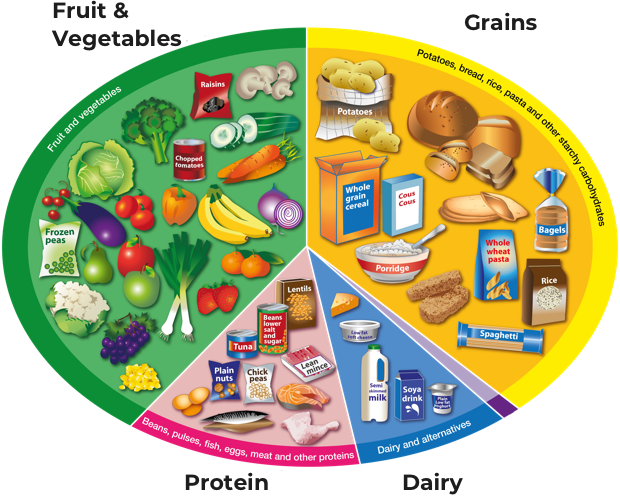 Fruit &
Vegetables
Grains
Fruit and vegetables
Potatoes, bread, rice, pasta and other starchy carbohydrates
Raisins
Potatoes
Chopped
tomatoes
Whole
grain
cereal
Cous
Cous
Frozen
peas
Bagels
Whole
wheat
pasta
Porridge
Rice
Lentils
Beans
lower
salt
and
sugar
Spaghetti
Low fat
soft cheese
Tuna
Lean
mince
Plain
nuts
Chick
peas
Semi
skimmed
milk
Soya
drink
Plain
Low fat
Yoghurt
Beans, pulses, fish, eggs, meat and other proteins
Dairy and alternatives
Protein
Dairy